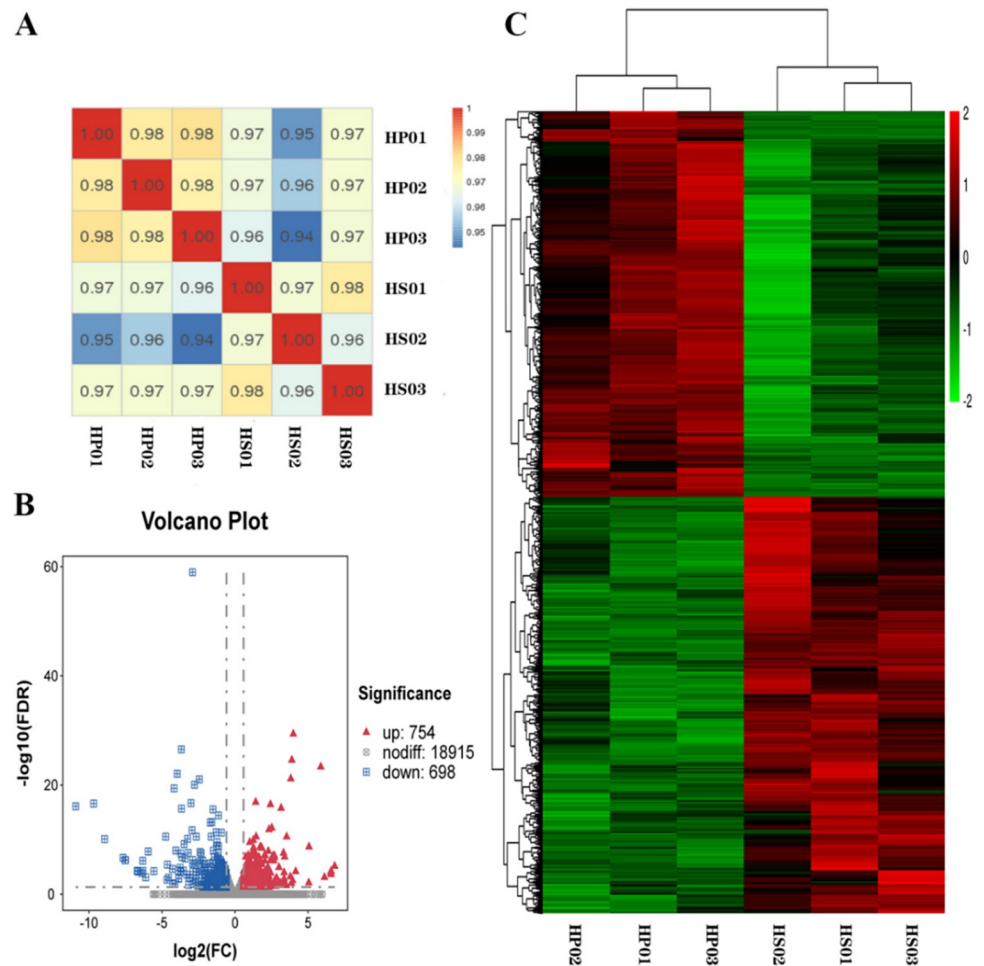 A
1.00 0.98 0.98 0.97 0.95 0.97 HP01
0.98 1.00 0.98 0.97 0.96 0.97 HP02
0.98 0.98 1.00 0.96 0.94 0.97 HP03
0.97 0.97 0.96 1.00 0.97 0.98 HS01
0.95 0.96 0.94 0.97 1.00 0.96 HS02
0.97 0.97 0.97 0.98 0.96 1.00 HS03
HP01 HP02 HP03 HS01 HS02 HS03
1
0.99
0.98
0.97
0.96
0.95
B
Volcano Plot
-log10(FDR)
60
40
20
0
-10 -5 0 5
log2(FC)
Significance
up: 754
nodiff: 18915
down: 698
C
2
1
0
-1
-2
HP02 HP01 HP03 HS02 HS01 HS03